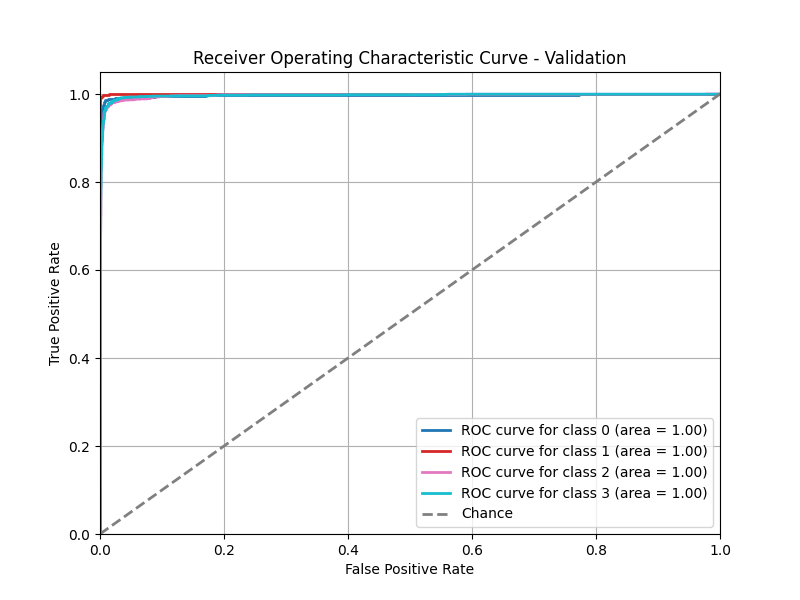 Receiver Operating Characteristic Curve - Validation
1.0
0.8
0.6
0.4
0.2
0.0
True Positive Rate
ROC curve for class 0 (area = 1.00)
ROC curve for class 1 (area = 1.00)
ROC curve for class 2 (area = 1.00)
ROC curve for class 3 (area = 1.00)
Chance
0.0 0.2 0.4 0.6 0.8 1.0
False Positive Rate